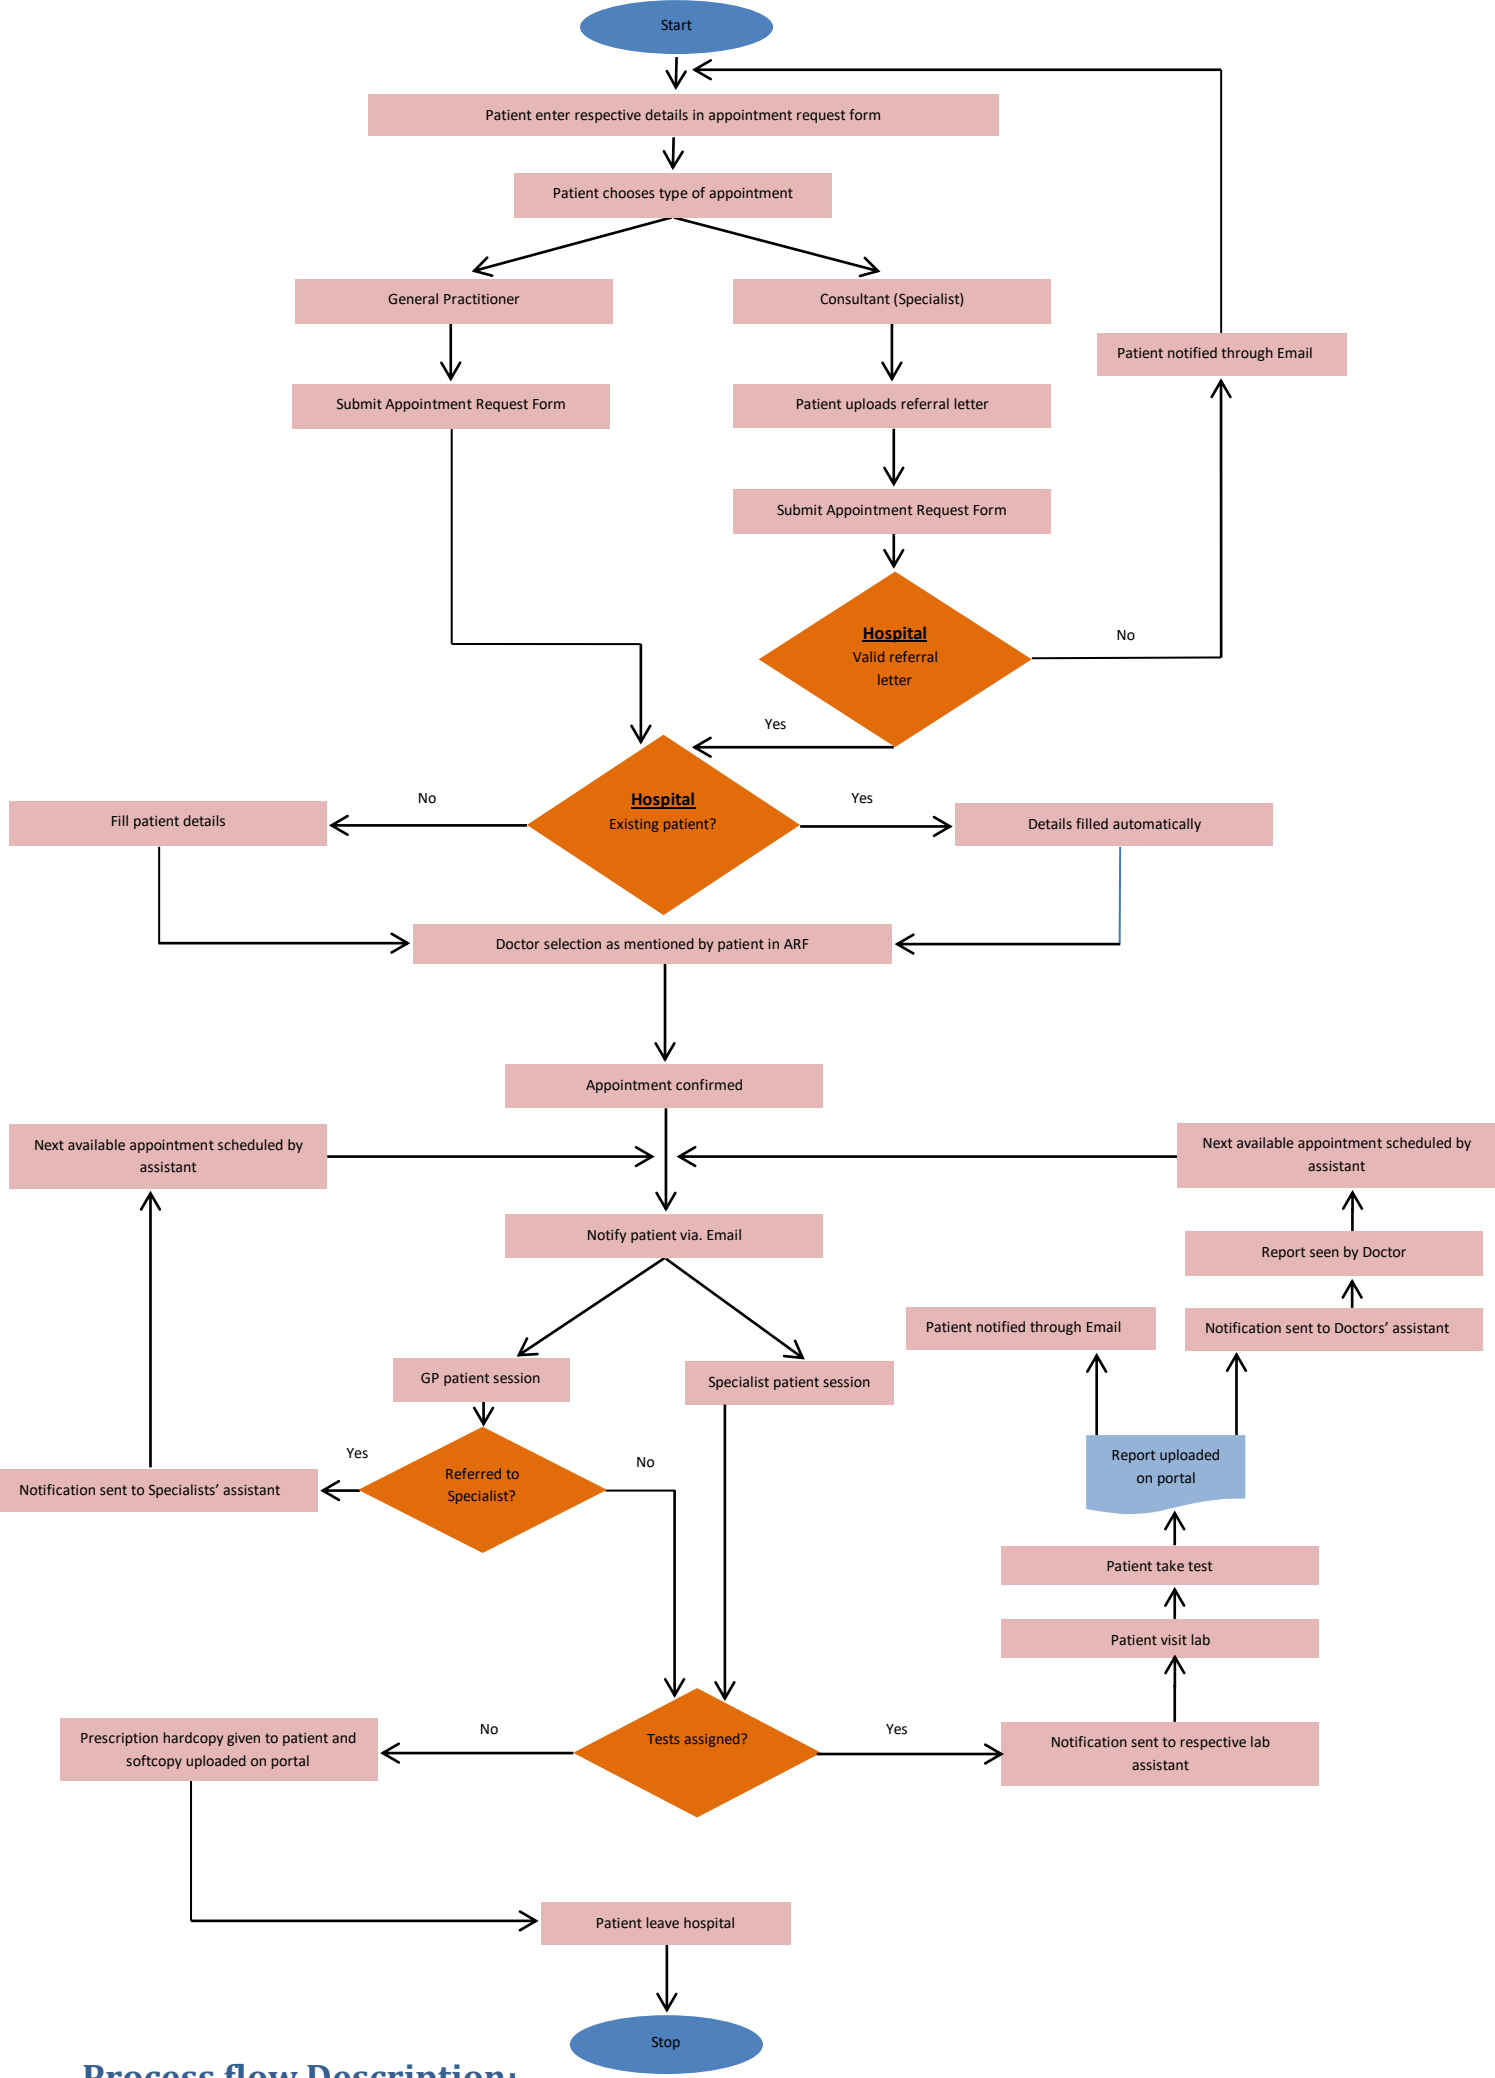 Start
Patient enter respective details in appointment request form
Patient chooses type of appointment
General Practitioner
Consultant (Specialist)
Patient notified through Email
Submit Appointment Request Form
Patient uploads referral letter
Submit Appointment Request Form
Hospital
Valid referral
letter
No
Yes
Hospital
Existing patient?
No
Yes
Fill patient details
Details filled automatically
Doctor selection as mentioned by patient in ARF
Appointment confirmed
Next available appointment scheduled by
assistant
Next available appointment scheduled by
assistant
Notify patient via. Email
Report seen by Doctor
Patient notified through Email
Notification sent to Doctors’ assistant
GP patient session
Specialist patient session
Yes
Referred to
Specialist?
No
Notification sent to Specialists’ assistant
Report uploaded
on portal
Patient take test
Patient visit lab
Prescription hardcopy given to patient and
softcopy uploaded on portal
No
Tests assigned?
Yes
Notification sent to respective lab
assistant
Patient leave hospital
Stop
Process flow Description: